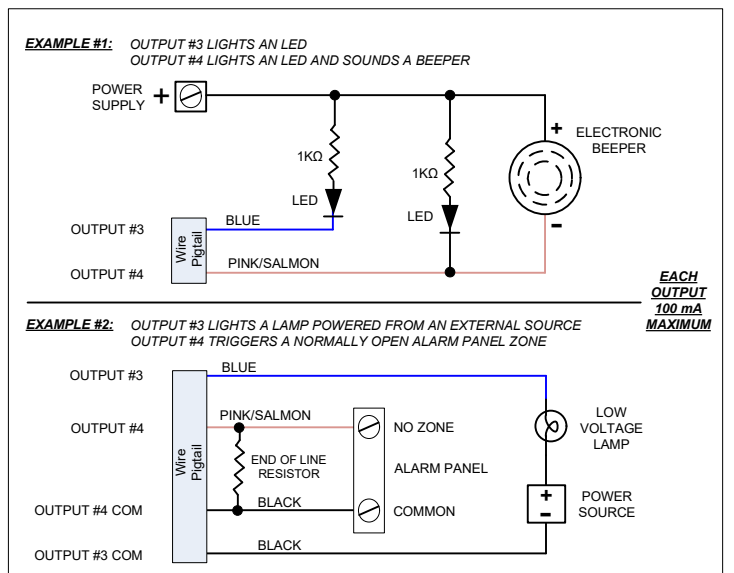 EXAMPLE #1: OUTPUT #3 LIGHTS AN LED
OUTPUT #4 LIGHTS AN LED AND SOUNDS A BEEPER
POWER
SUPPLY
+
+
ELECTRONIC
BEEPER
1KΩ
1KΩ
LED
LED
-
OUTPUT #3
BLUE
Wire
Pigtail
OUTPUT #4
PINK/SALMON
EACH
OUTPUT
100 mA
MAXIMUM
EXAMPLE #2: OUTPUT #3 LIGHTS A LAMP POWERED FROM AN EXTERNAL SOURCE
OUTPUT #4 TRIGGERS A NORMALLY OPEN ALARM PANEL ZONE
OUTPUT #3
BLUE
OUTPUT #4
PINK/SALMON
NO ZONE
LOW
VOLTAGE
LAMP
Wire
Pigtail
END OF LINE
RESISTOR
ALARM PANEL
OUTPUT #4 COM
BLACK
COMMON
+
-
POWER
SOURCE
OUTPUT #3 COM
BLACK